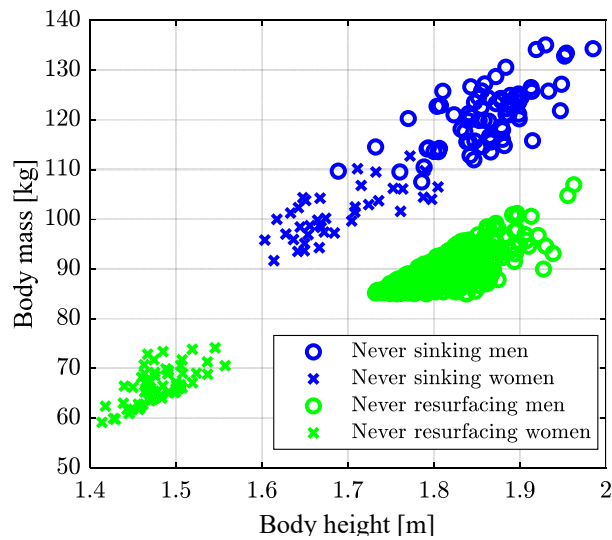 140
130
120
110
100
90
80
70
60
50
Body mass [kg]
Never sinking men
Never sinking women
Never resurfacing men
Never resurfacing women
1.4 1.5 1.6 1.7 1.8 1.9 2
Body height [m]